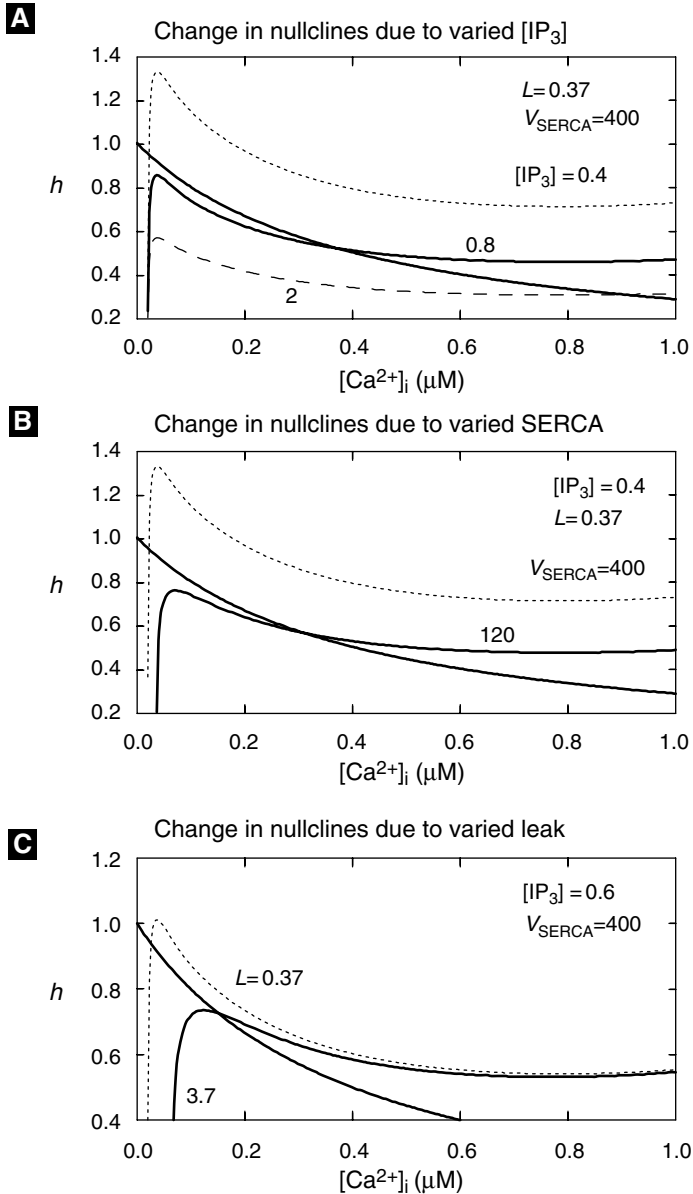 A
Change in nullclines due to varied [IP3]
1.4
1.2
1.0
0.8
0.6
0.4
0.2
h
L=0.37
VSERCA=400
[IP3] = 0.4
0.8
2
0.0 0.2 0.4 0.6 0.8 1.0
[Ca2+]i (μM)
B
Change in nullclines due to varied SERCA
1.4
1.2
1.0
0.8
0.6
0.4
0.2
h
[IP3] = 0.4
L=0.37
VSERCA=400
120
0.0 0.2 0.4 0.6 0.8 1.0
[Ca2+]i (μM)
C
Change in nullclines due to varied leak
1.2
1.0
0.8
0.6
0.4
h
[IP3] = 0.6
VSERCA=400
L=0.37
3.7
0.0 0.2 0.4 0.6 0.8 1.0
[Ca2+]i (μM)